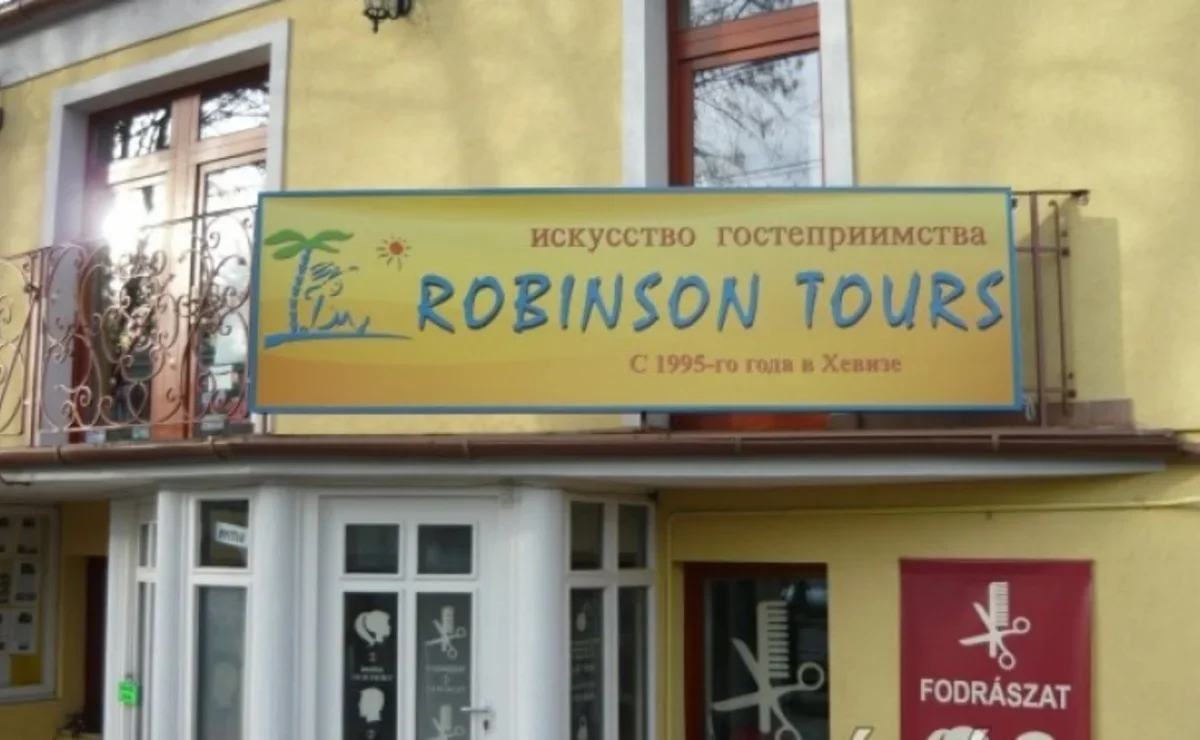 искусство гостеприимства
ROBINSON TOURS
С 1995-го года в Хевизе
FODRÁSZAT